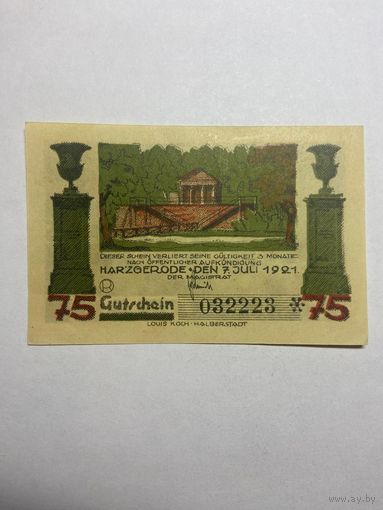 DIESER SCHEIN VERLIERT SEINE GÜLTIGKEIT 3 MONATE
NACH ÖFFENTLICHER AUFKÜNDIGUNG
HARZGERODE • DEN 7. JULI 1921.
DER MAGISTRAT
75 Gutschein 032223 75
LOUIS KOCH · HALBERSTADT
www.ay.by